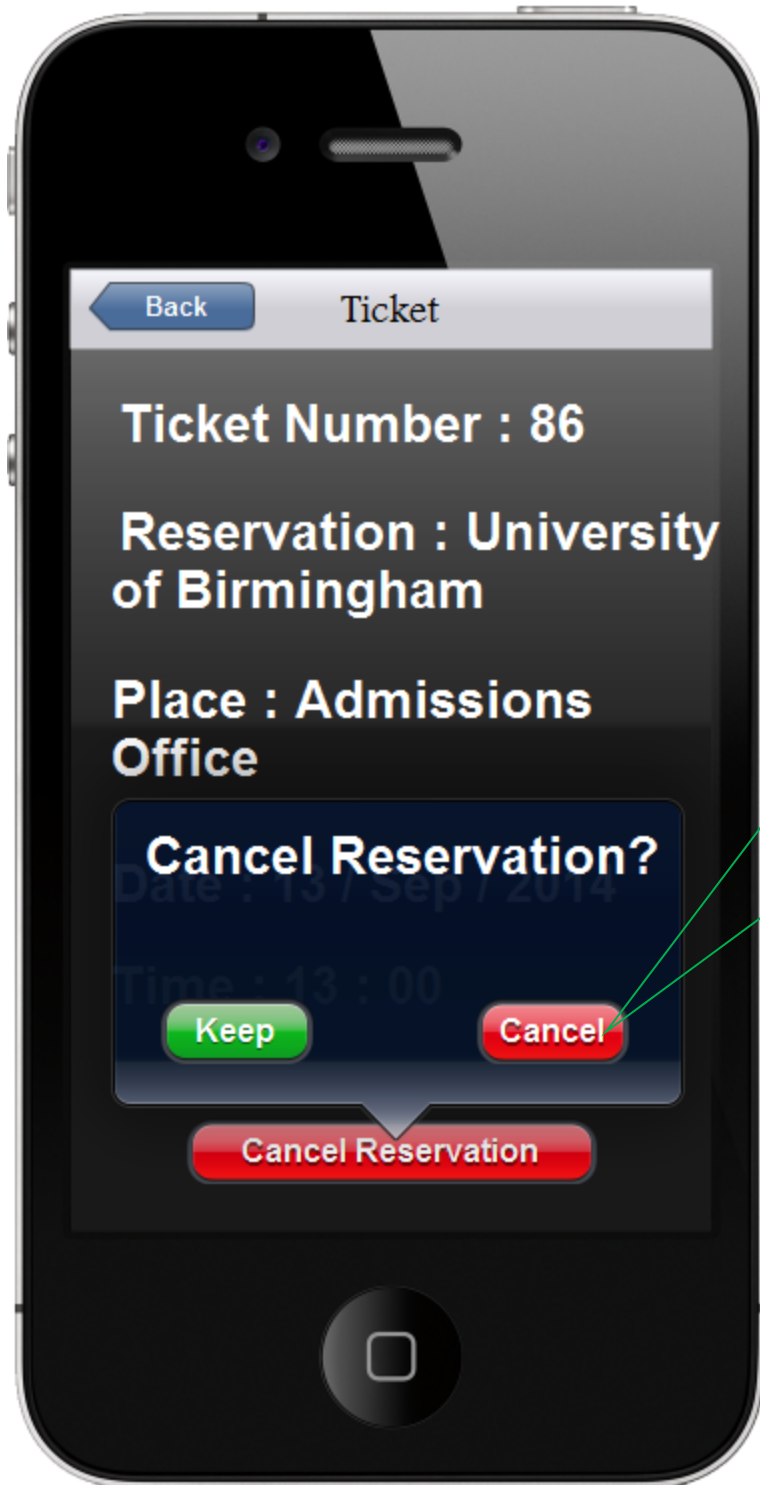 Back
Ticket
Ticket Number : 86
Reservation : University
of Birmingham
Place : Admissions
Office
Cancel Reservation?
Date : 13 / Sep / 2014
Time : 13 : 00
Keep
Cancel
Cancel Reservation